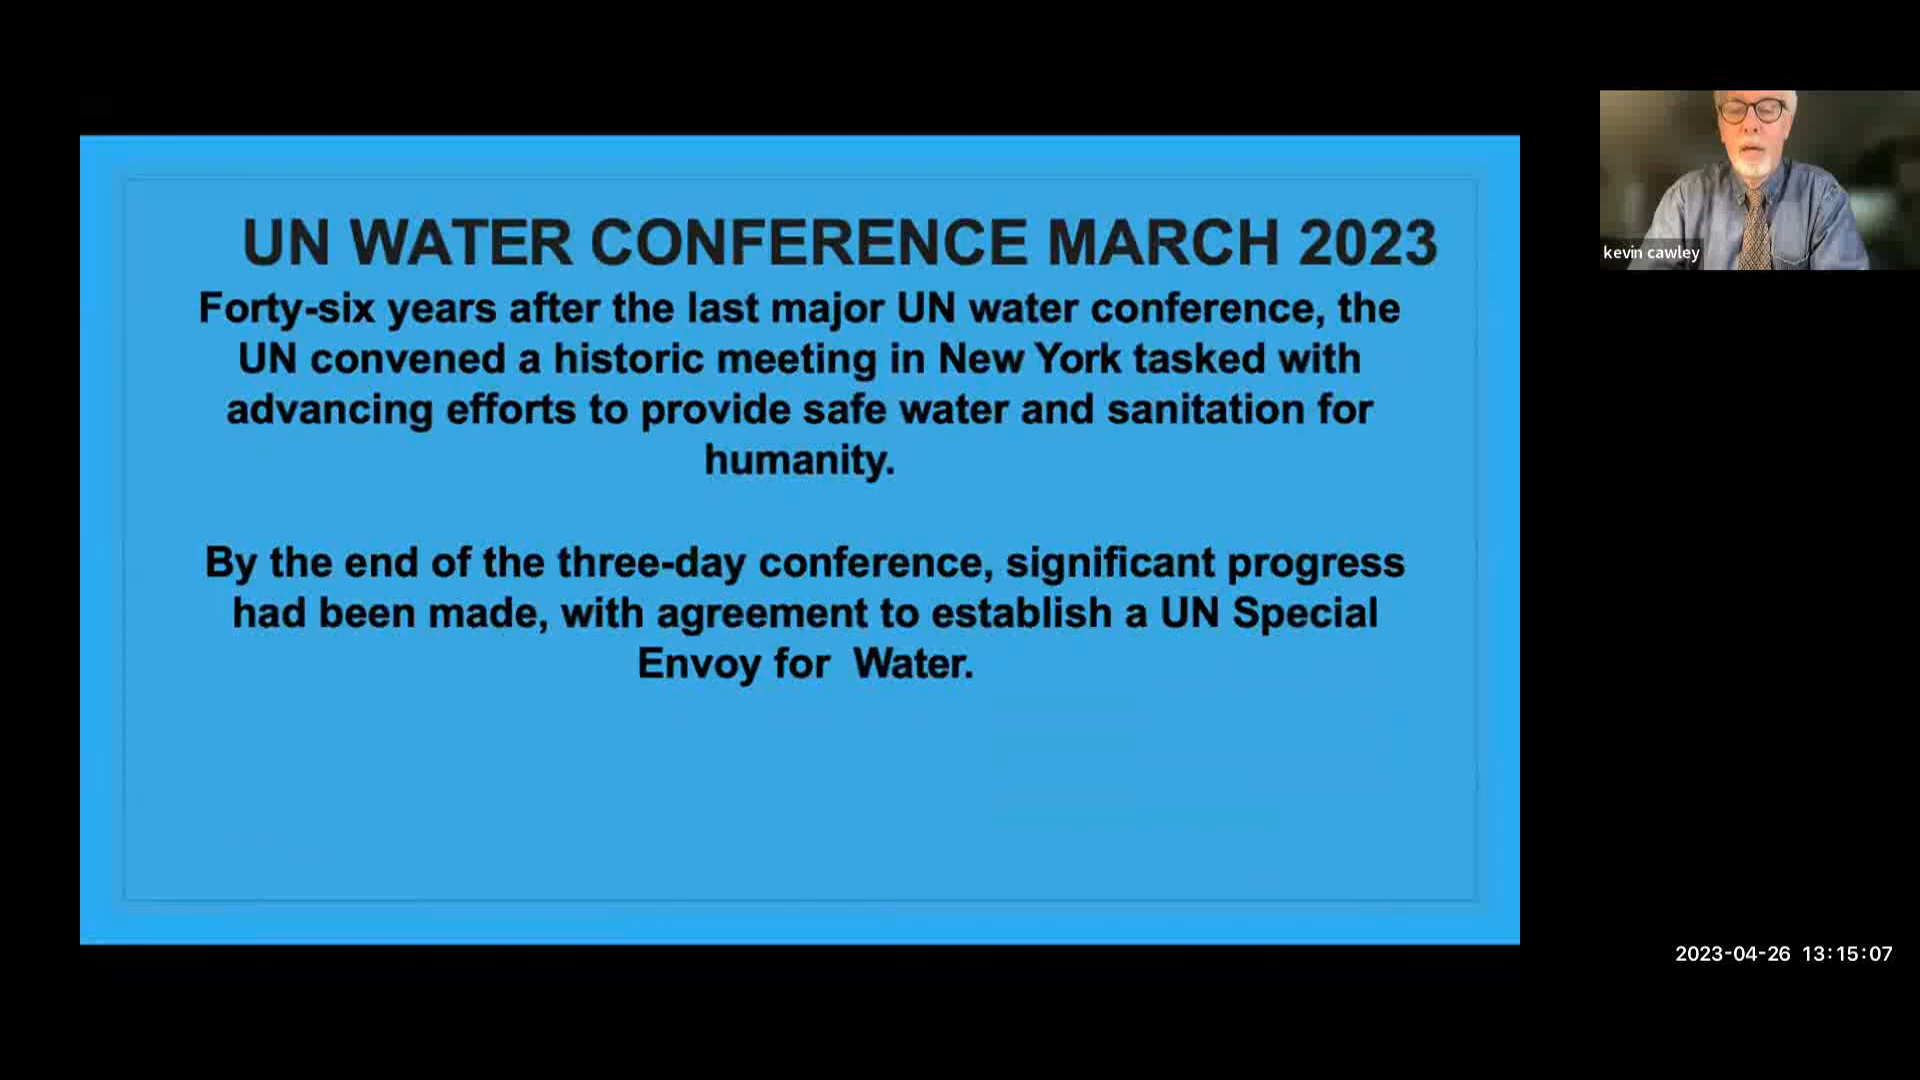 UN WATER CONFERENCE MARCH 2023
Forty-six years after the last major UN water conference, the
UN convened a historic meeting in New York tasked with
advancing efforts to provide safe water and sanitation for
humanity.
By the end of the three-day conference, significant progress
had been made, with agreement to establish a UN Special
Envoy for  Water.
kevin cawley
2023-04-26 13:15:07